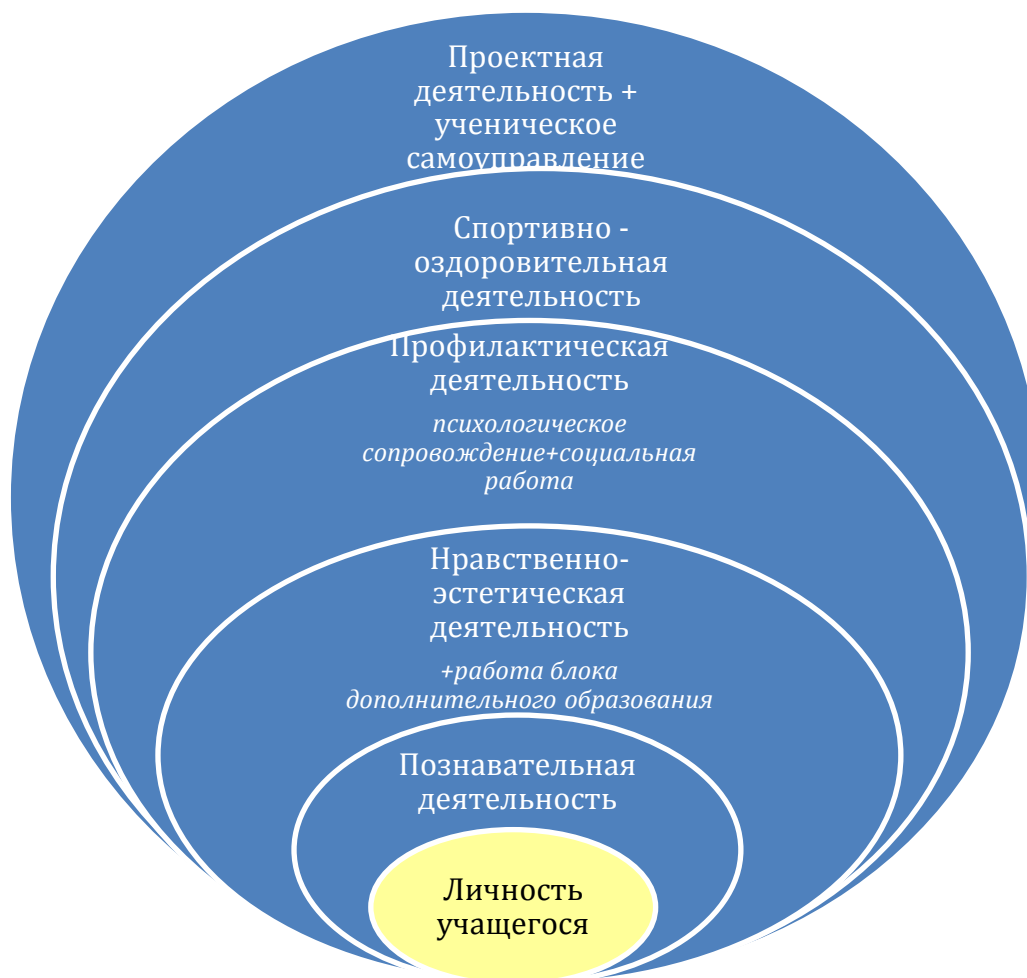 Проектная
деятельность +
ученическое
самоуправление
Спортивно -
оздоровительная
деятельность
Профилактическая
деятельность
психологическое
сопровождение+социальная
работа
Нравственно-
эстетическая
деятельность
+работа блока
дополнительного образования
Познавательная
деятельность
Личность
учащегося